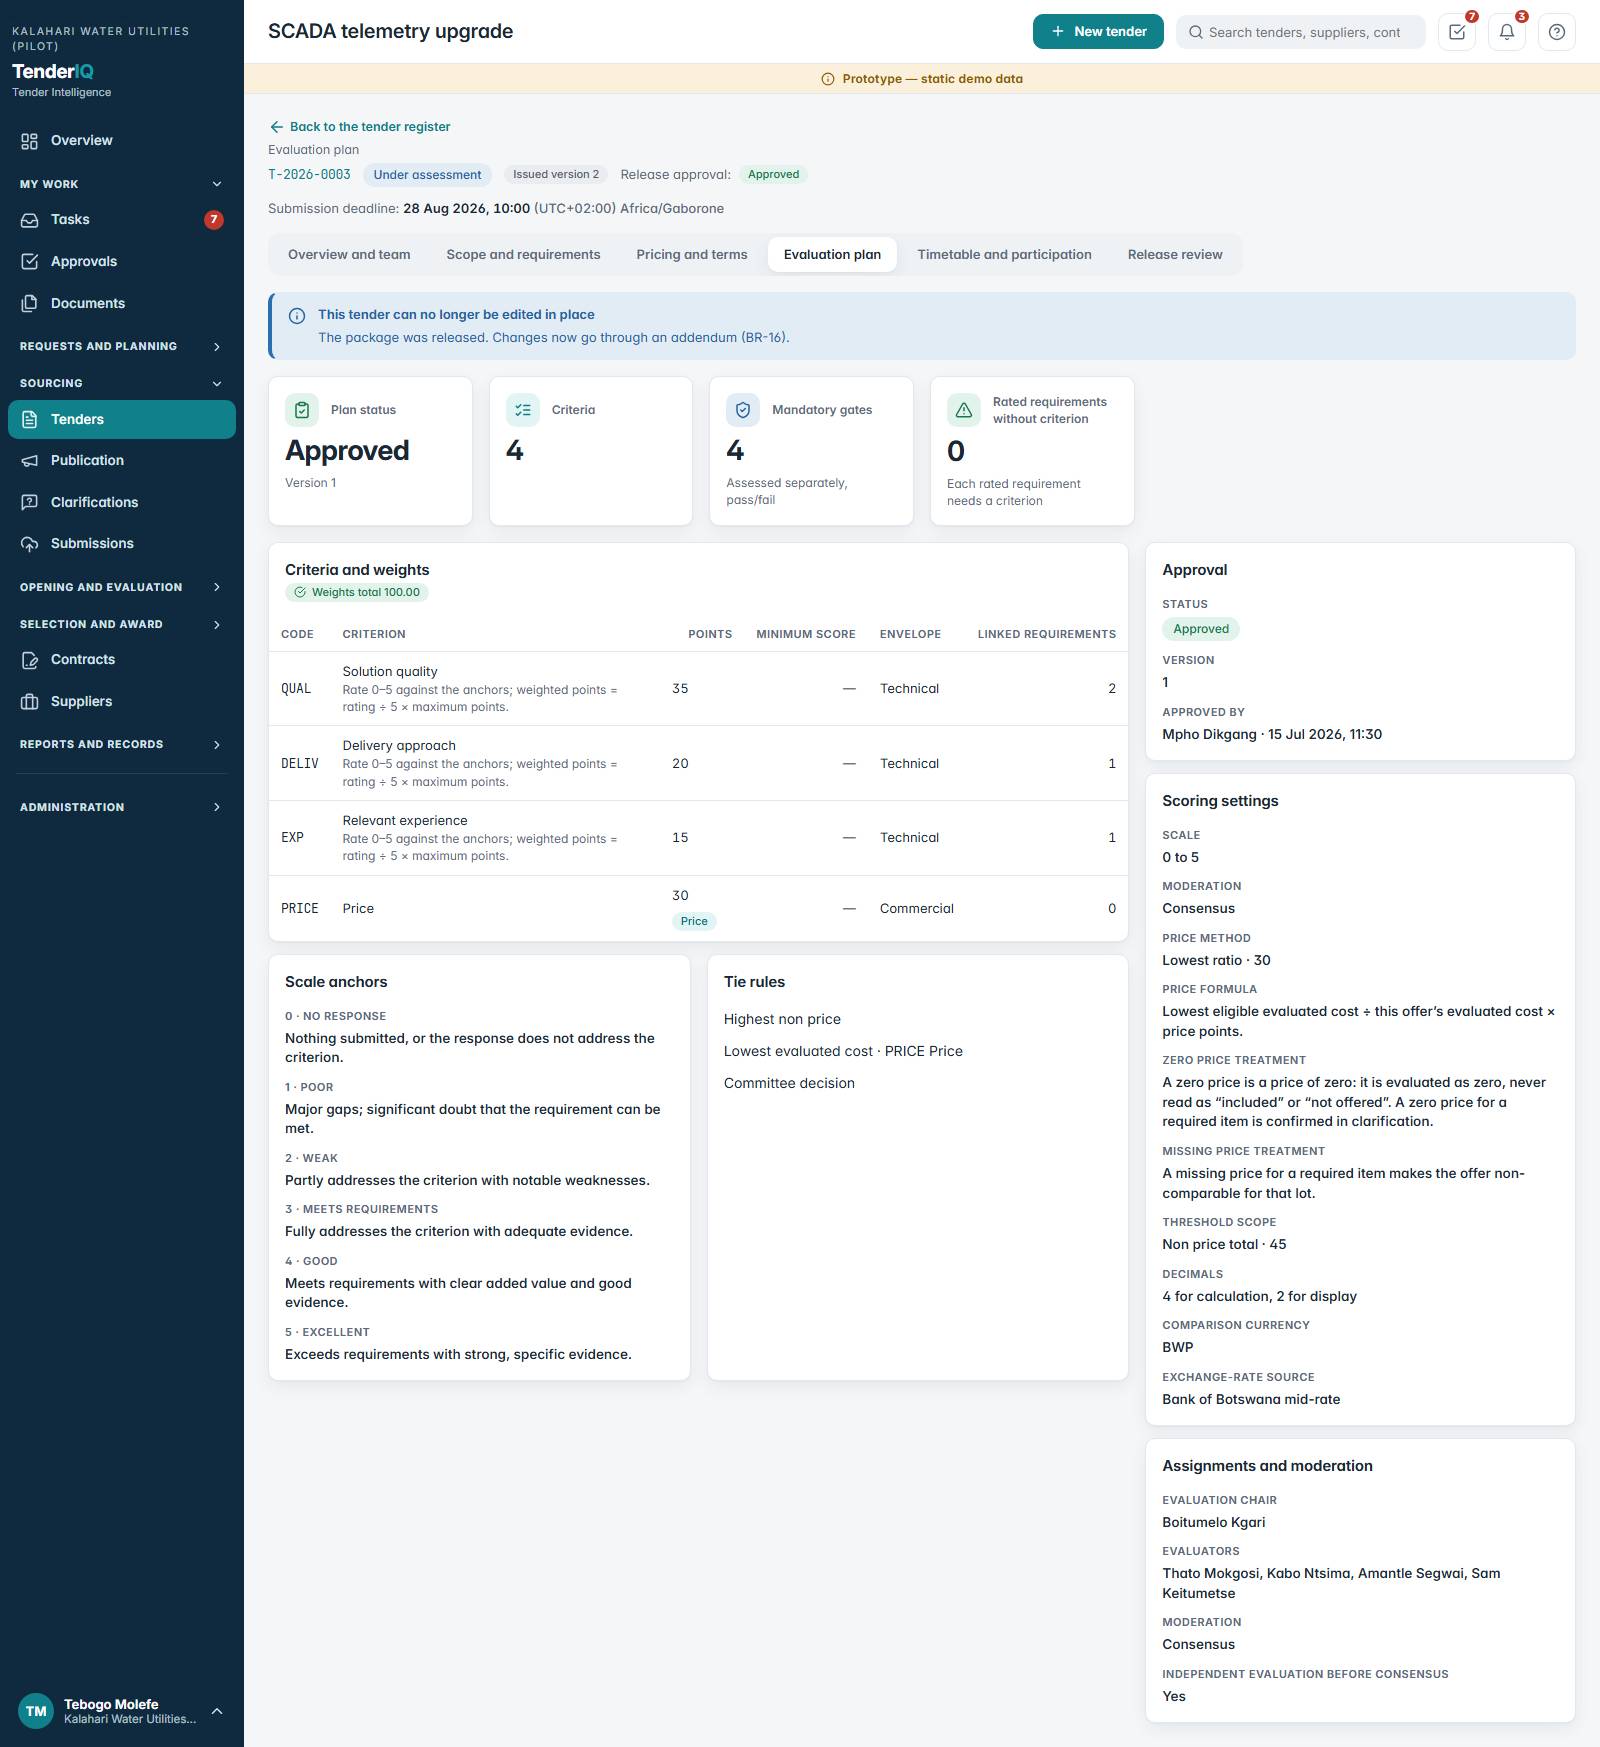 KALAHARI WATER UTILITIES
(PILOT)
TenderIQ
Tender Intelligence
Overview
MY WORK
Tasks
7
Approvals
Documents
REQUESTS AND PLANNING
SOURCING
Tenders
Publication
Clarifications
Submissions
OPENING AND EVALUATION
SELECTION AND AWARD
Contracts
Suppliers
REPORTS AND RECORDS
ADMINISTRATION
TM
Tebogo Molefe
Kalahari Water Utilities...
SCADA telemetry upgrade
New tender
Search tenders, suppliers, cont
7
3
Prototype — static demo data
Back to the tender register
Evaluation plan
T-2026-0003 Under assessment Issued version 2 Release approval: Approved
Submission deadline: 28 Aug 2026, 10:00 (UTC+02:00) Africa/Gaborone
Overview and team Scope and requirements Pricing and terms Evaluation plan Timetable and participation Release review
This tender can no longer be edited in place
The package was released. Changes now go through an addendum (BR-16).
Plan status
Approved
Version 1
Criteria
4
Mandatory gates
4
Assessed separately,
pass/fail
Rated requirements
without criterion
0
Each rated requirement
needs a criterion
Criteria and weights
Weights total 100.00
CODE CRITERION POINTS MINIMUM SCORE ENVELOPE LINKED REQUIREMENTS
QUAL Solution quality 35 — Technical 2
Rate 0–5 against the anchors; weighted points =
rating ÷ 5 × maximum points.
DELIV Delivery approach 20 — Technical 1
Rate 0–5 against the anchors; weighted points =
rating ÷ 5 × maximum points.
EXP Relevant experience 15 — Technical 1
Rate 0–5 against the anchors; weighted points =
rating ÷ 5 × maximum points.
PRICE Price 30 — Commercial 0
Price
Scale anchors
0 · NO RESPONSE
Nothing submitted, or the response does not address the
criterion.
1 · POOR
Major gaps; significant doubt that the requirement can be
met.
2 · WEAK
Partly addresses the criterion with notable weaknesses.
3 · MEETS REQUIREMENTS
Fully addresses the criterion with adequate evidence.
4 · GOOD
Meets requirements with clear added value and good
evidence.
5 · EXCELLENT
Exceeds requirements with strong, specific evidence.
Tie rules
Highest non price
Lowest evaluated cost · PRICE Price
Committee decision
Approval
STATUS
Approved
VERSION
1
APPROVED BY
Mpho Dikgang · 15 Jul 2026, 11:30
Scoring settings
SCALE
0 to 5
MODERATION
Consensus
PRICE METHOD
Lowest ratio · 30
PRICE FORMULA
Lowest eligible evaluated cost ÷ this offer’s evaluated cost ×
price points.
ZERO PRICE TREATMENT
A zero price is a price of zero: it is evaluated as zero, never
read as “included” or “not offered”. A zero price for a
required item is confirmed in clarification.
MISSING PRICE TREATMENT
A missing price for a required item makes the offer non-
comparable for that lot.
THRESHOLD SCOPE
Non price total · 45
DECIMALS
4 for calculation, 2 for display
COMPARISON CURRENCY
BWP
EXCHANGE-RATE SOURCE
Bank of Botswana mid-rate
Assignments and moderation
EVALUATION CHAIR
Boitumelo Kgari
EVALUATORS
Thato Mokgosi, Kabo Ntsima, Amantle Segwai, Sam
Keitumetse
MODERATION
Consensus
INDEPENDENT EVALUATION BEFORE CONSENSUS
Yes